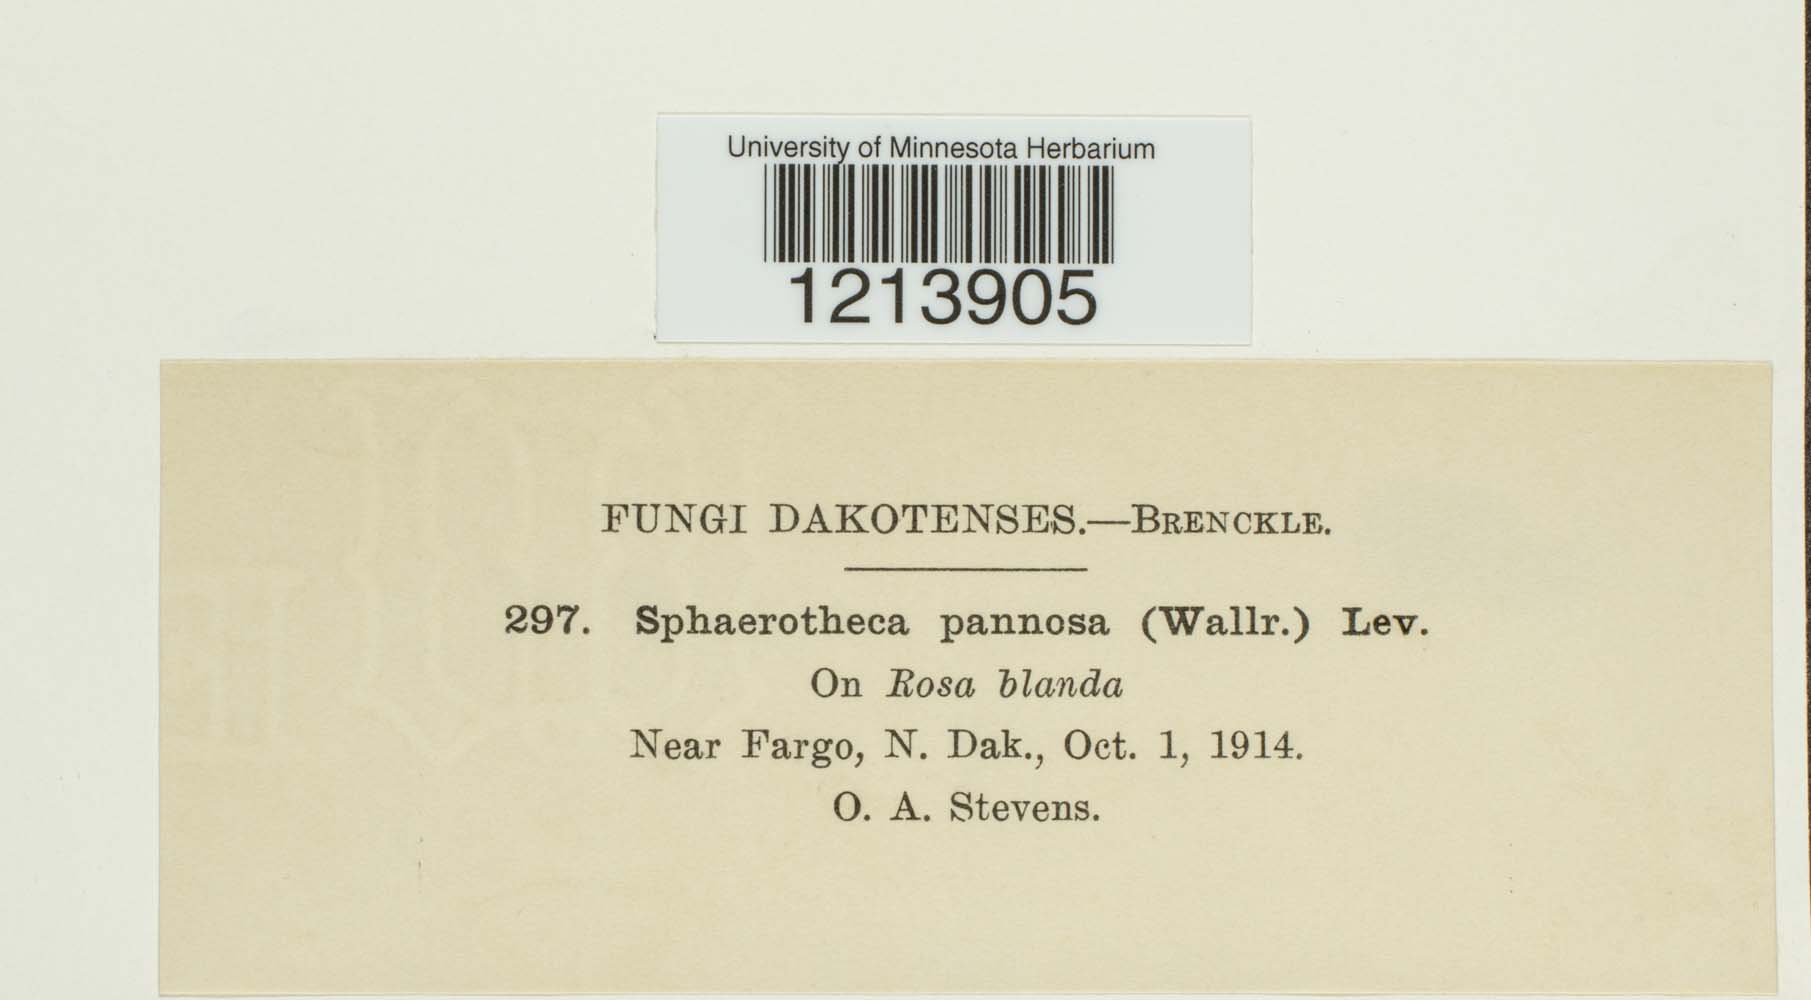 University of Minnesota Herbarium
1213905
FUNGI DAKOTENSES.—BRENCKLE.
297. Sphaerotheca pannosa (Wallr.) Lev.
On Rosa blanda
Near Fargo, N. Dak., Oct. 1, 1914.
O. A. Stevens.